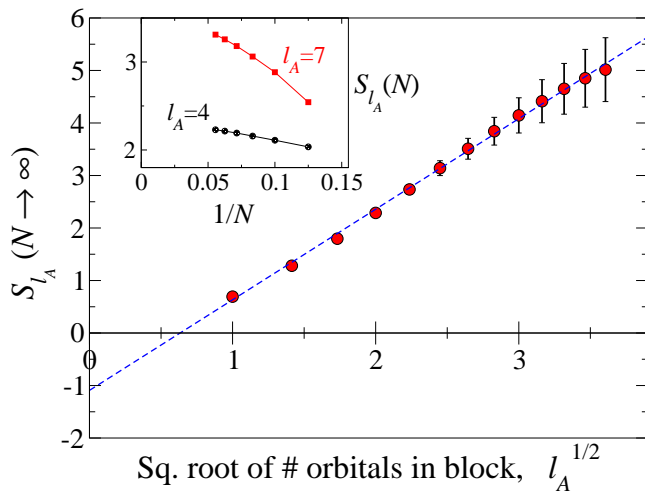 6
5
4
3
2
1
0
-1
-2
S_{l_A} (N → ∞)
3
2
l_A=7
l_A=4
S_{l_A}(N)
0 0.05 0.1 0.15
1/N
0 1 2 3
Sq. root of # orbitals in block, l_A^{1/2}